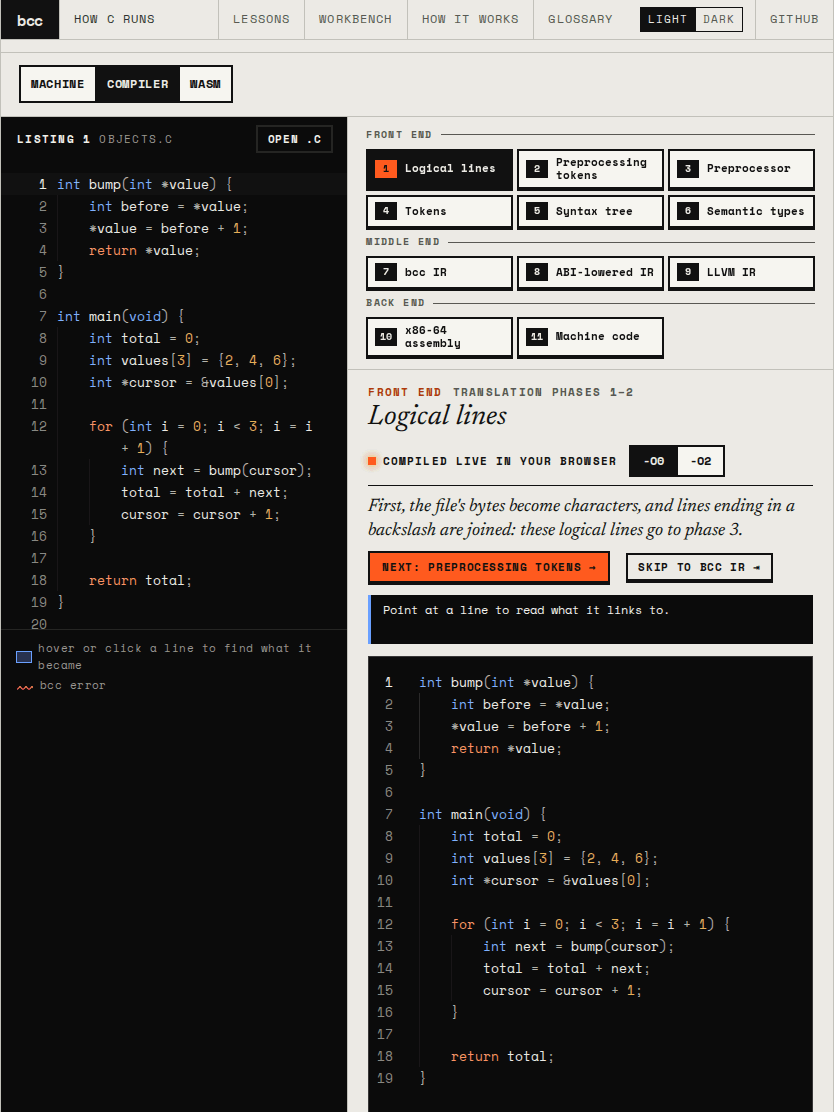 bcc HOW C RUNS LESSONS WORKBENCH HOW IT WORKS GLOSSARY LIGHT DARK GITHUB
MACHINE COMPILER WASM
LISTING 1 OBJECTS.C OPEN .C
1 int bump(int *value) {
2 int before = *value;
3 *value = before + 1;
4 return *value;
5 }
6
7 int main(void) {
8 int total = 0;
9 int values[3] = {2, 4, 6};
10 int *cursor = &values[0];
11
12 for (int i = 0; i < 3; i = i
+ 1) {
13 int next = bump(cursor);
14 total = total + next;
15 cursor = cursor + 1;
16 }
17
18 return total;
19 }
20
hover or click a line to find what it
became
bcc error
FRONT END
1 Logical lines
2 Preprocessing
tokens
3 Preprocessor
4 Tokens
5 Syntax tree
6 Semantic types
MIDDLE END
7 bcc IR
8 ABI-lowered IR
9 LLVM IR
BACK END
10 x86-64
assembly
11 Machine code
FRONT END TRANSLATION PHASES 1–2
Logical lines
COMPILED LIVE IN YOUR BROWSER -O0 -O2
First, the file's bytes become characters, and lines ending in a
backslash are joined: these logical lines go to phase 3.
NEXT: PREPROCESSING TOKENS → SKIP TO BCC IR ⇥
Point at a line to read what it links to.
1 int bump(int *value) {
2 int before = *value;
3 *value = before + 1;
4 return *value;
5 }
6
7 int main(void) {
8 int total = 0;
9 int values[3] = {2, 4, 6};
10 int *cursor = &values[0];
11
12 for (int i = 0; i < 3; i = i + 1) {
13 int next = bump(cursor);
14 total = total + next;
15 cursor = cursor + 1;
16 }
17
18 return total;
19 }